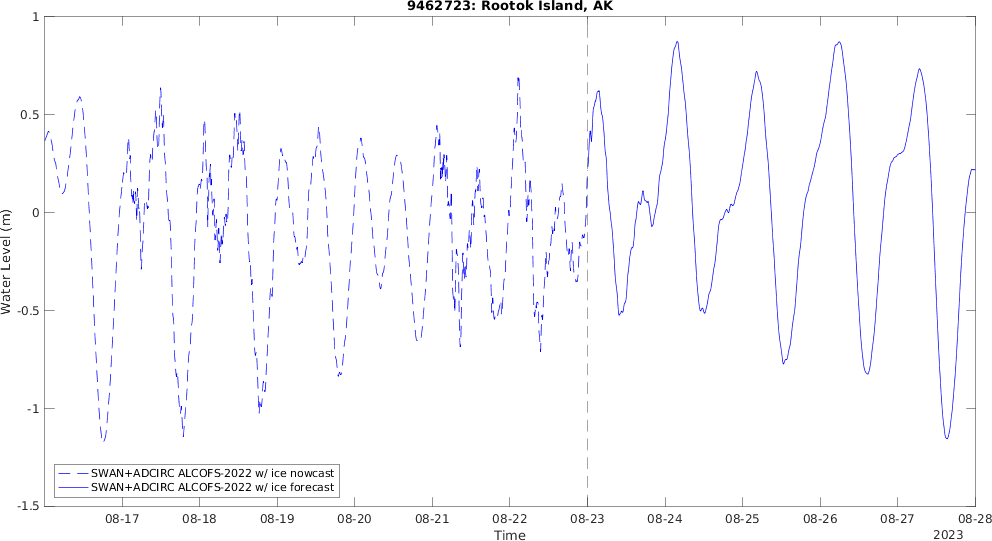 9462723: Rootok Island, AK
1
0.5
0
-0.5
-1
-1.5
Water Level (m)
SWAN+ADCIRC ALCOFS-2022 w/ ice nowcast
SWAN+ADCIRC ALCOFS-2022 w/ ice forecast
08-17 08-18 08-19 08-20 08-21 08-22 08-23 08-24 08-25 08-26 08-27 08-28
Time
2023